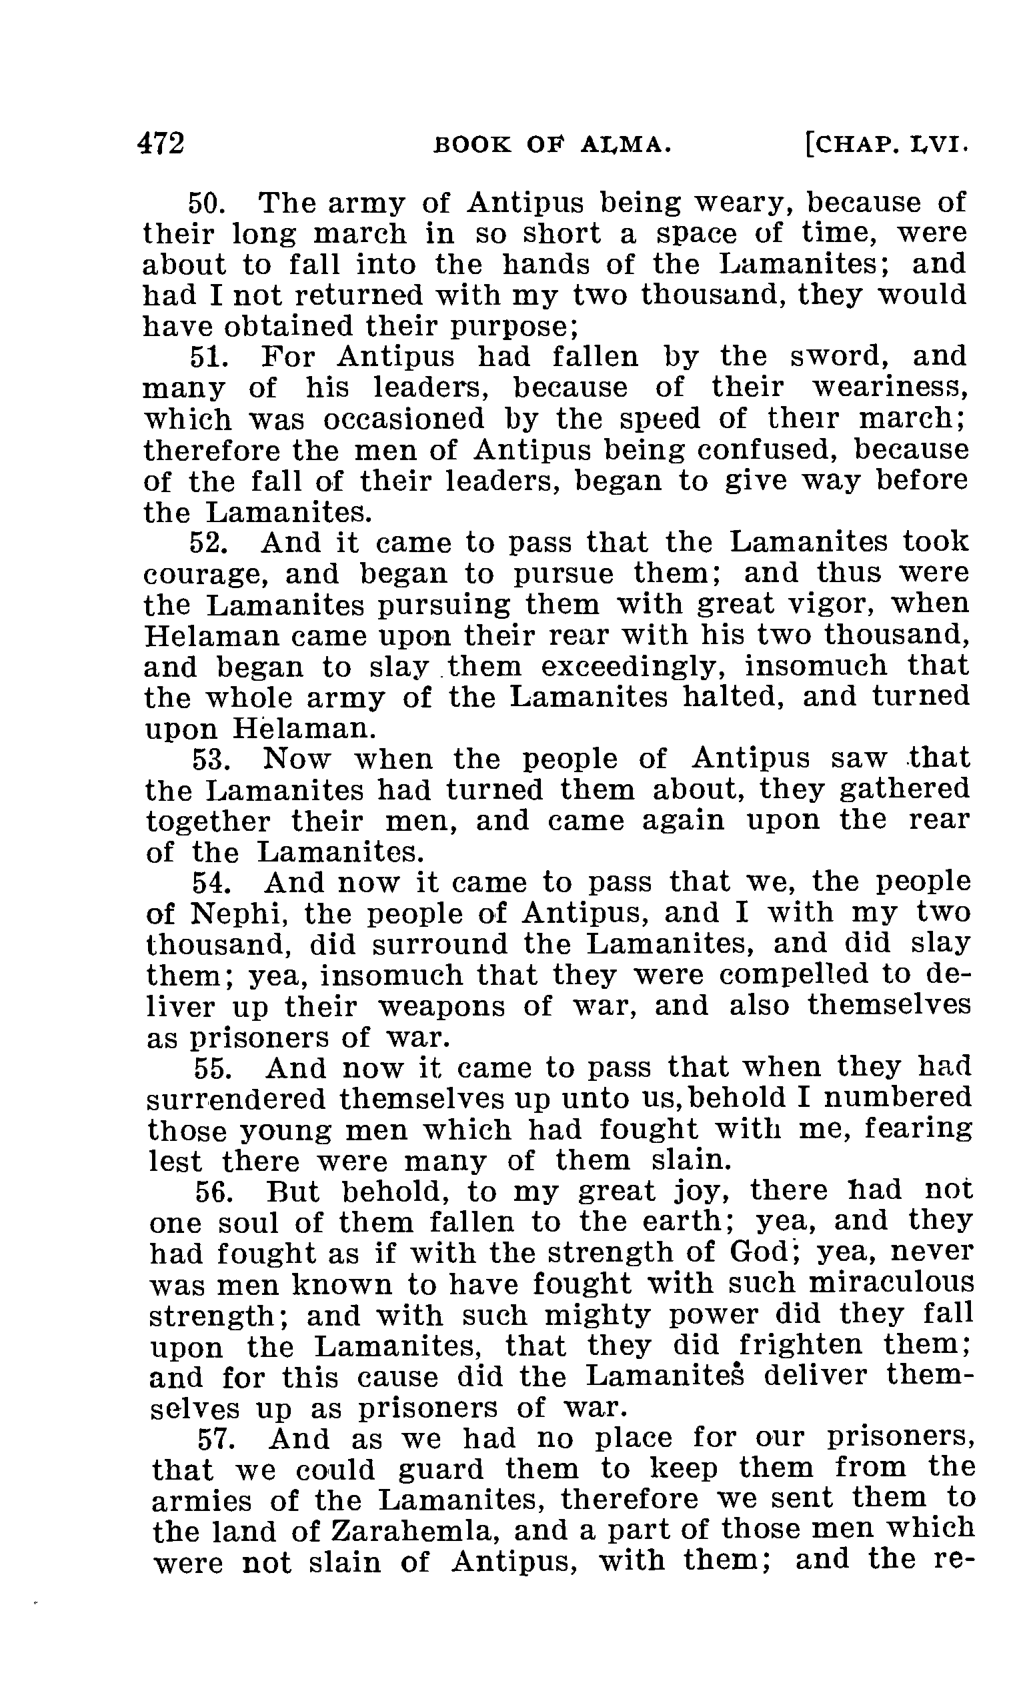 472 BOOK OF ALMA. [CHAP. LVI.
50. The army of Antipus being weary, because of
their long march in so short a space of time, were
about to fall into the hands of the Lamanites; and
had I not returned with my two thousand, they would
have obtained their purpose;
51. For Antipus had fallen by the sword, and
many of his leaders, because of their weariness,
which was occasioned by the speed of their march;
therefore the men of Antipus being confused, because
of the fall of their leaders, began to give way before
the Lamanites.
52. And it came to pass that the Lamanites took
courage, and began to pursue them; and thus were
the Lamanites pursuing them with great vigor, when
Helaman came upon their rear with his two thousand,
and began to slay them exceedingly, insomuch that
the whole army of the Lamanites halted, and turned
upon Helaman.
53. Now when the people of Antipus saw that
the Lamanites had turned them about, they gathered
together their men, and came again upon the rear
of the Lamanites.
54. And now it came to pass that we, the people
of Nephi, the people of Antipus, and I with my two
thousand, did surround the Lamanites, and did slay
them; yea, insomuch that they were compelled to de-
liver up their weapons of war, and also themselves
as prisoners of war.
55. And now it came to pass that when they had
surrendered themselves up unto us, behold I numbered
those young men which had fought with me, fearing
lest there were many of them slain.
56. But behold, to my great joy, there had not
one soul of them fallen to the earth; yea, and they
had fought as if with the strength of God; yea, never
was men known to have fought with such miraculous
strength; and with such mighty power did they fall
upon the Lamanites, that they did frighten them;
and for this cause did the Lamanites deliver them-
selves up as prisoners of war.
57. And as we had no place for our prisoners,
that we could guard them to keep them from the
armies of the Lamanites, therefore we sent them to
the land of Zarahemla, and a part of those men which
were not slain of Antipus, with them; and the re-